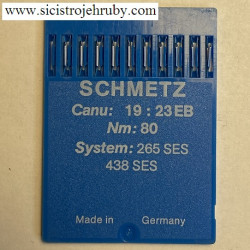 www.sicistrojehruby.com
SCHMETZ
Canu: 19 : 23 EB
Nm: 80
System: 265 SES
438 SES
Made in Germany